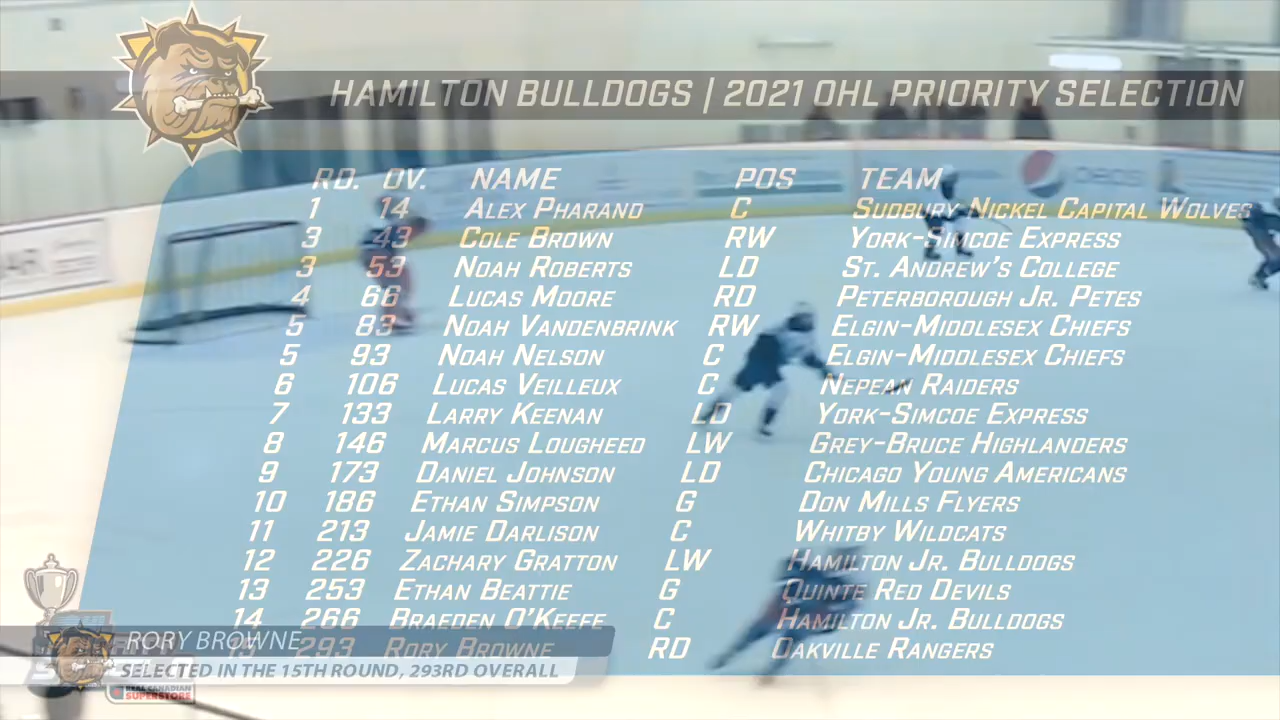 HAMILTON BULLDOGS | 2021 OHL PRIORITY SELECTION
RD. OV. NAME POS TEAM
1 14 ALEX PHARAND C SUDBURY NICKEL CAPITAL WOLVES
3 43 COLE BROWN RW YORK-SIMCOE EXPRESS
3 53 NOAH ROBERTS LD ST. ANDREW'S COLLEGE
4 66 LUCAS MOORE RD PETERBOROUGH JR. PETES
5 83 NOAH VANDENBRINK RW ELGIN-MIDDLESEX CHIEFS
5 93 NOAH NELSON C ELGIN-MIDDLESEX CHIEFS
6 106 LUCAS VEILLEUX C NEPEAN RAIDERS
7 133 LARRY KEENAN LD YORK-SIMCOE EXPRESS
8 146 MARCUS LOUGHEED LW GREY-BRUCE HIGHLANDERS
9 173 DANIEL JOHNSON LD CHICAGO YOUNG AMERICANS
10 186 ETHAN SIMPSON G DON MILLS FLYERS
11 213 JAMIE DARLISON C WHITBY WILDCATS
12 226 ZACHARY GRATTON LW HAMILTON JR. BULLDOGS
13 253 ETHAN BEATTIE G QUINTE RED DEVILS
14 266 BRAEDEN O'KEEFE C HAMILTON JR. BULLDOGS
293 RORY BROWNE RD OAKVILLE RANGERS
RORY BROWNE
SELECTED IN THE 15TH ROUND, 293RD OVERALL
REAL CANADIAN
SUPERSTORE